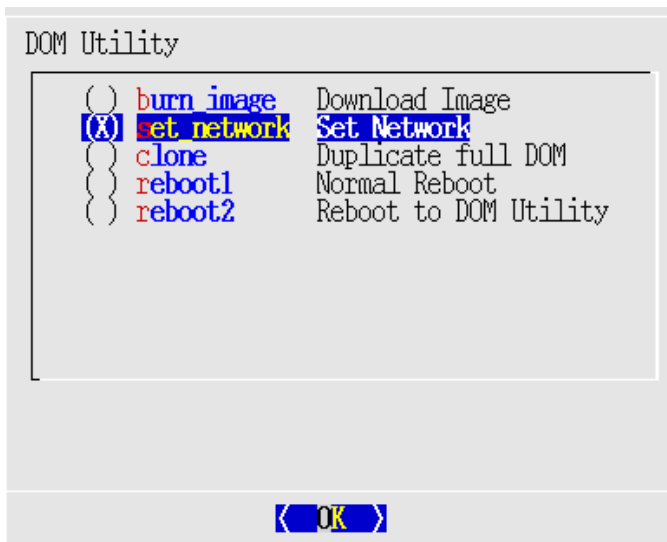 DOM Utility
( ) burn_image Download Image
(X) set_network Set Network
( ) clone Duplicate full DOM
( ) reboot1 Normal Reboot
( ) reboot2 Reboot to DOM Utility
< OK >